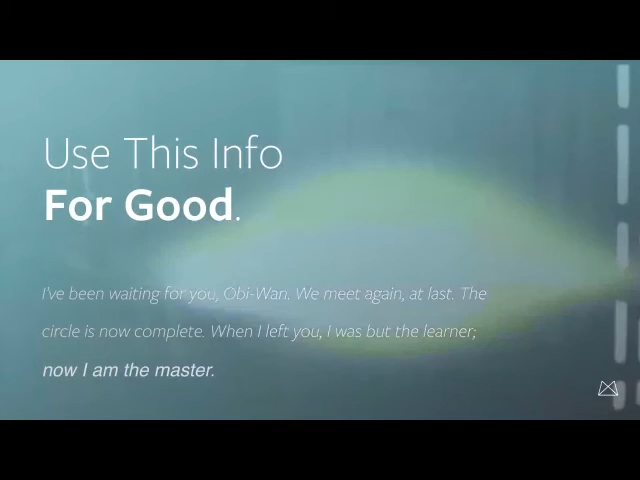 Use This Info
For Good.
I've been waiting for you, Obi-Wan. We meet again, at last. The
circle is now complete. When I left you, I was but the learner;
now I am the master.